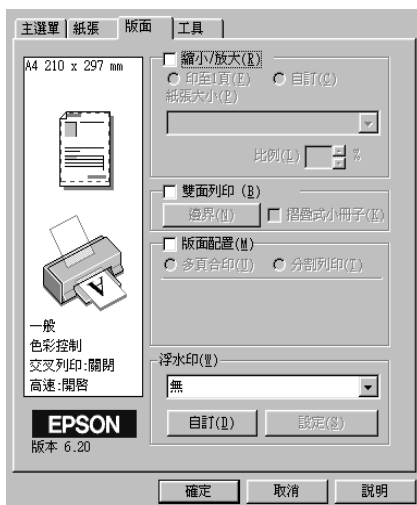 主選單 紙張 版面 工具
A4 210 x 297 mm
一般
色彩控制
交叉列印:關閉
高速:開啓
EPSON
版本 6.20
縮小/放大(R)
印至1頁(E) 自訂(C)
紙張大小(P)
比例(L) %
雙面列印 (B)
邊界(N) 摺疊式小冊子(K)
版面配置(M)
多頁合印(U) 分割列印(T)
浮水印(W)
無
自訂(D) 設定(S)
確定 取消 說明